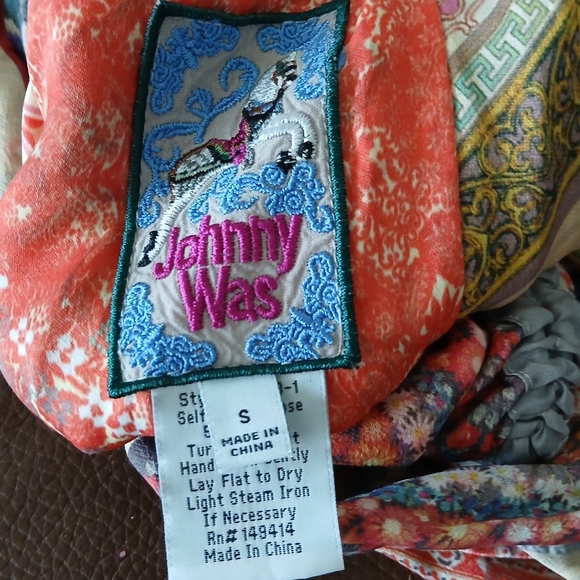 Johnny
Was
S
MADE IN
CHINA
Self
Hand
Lay Flat to Dry
Light Steam Iron
If Necessary
Rn# 149414
Made In China